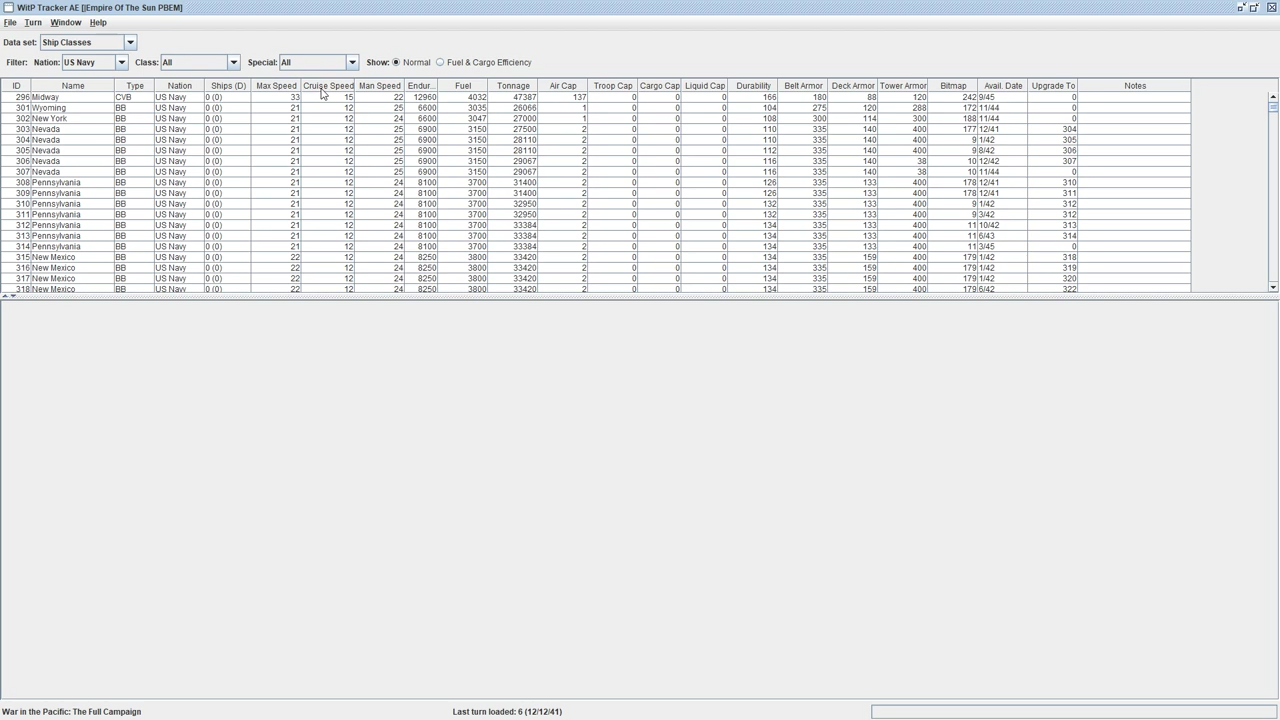 WitP Tracker AE [|Empire Of The Sun PBEM]
File Turn Window Help
Data set: Ship Classes
Filter: Nation: US Navy Class: All Special: All Show: Normal Fuel & Cargo Efficiency
ID Name Type Nation Ships (D) Max Speed Cruise Speed Man Speed Endur... Fuel Tonnage Air Cap Troop Cap Cargo Cap Liquid Cap Durability Belt Armor Deck Armor Tower Armor Bitmap Avail. Date Upgrade To Notes
296 Midway CVB US Navy 0 (0) 33 15 22 12960 4032 47387 137 0 0 0 166 180 88 120 242 9/45 0
301 Wyoming BB US Navy 0 (0) 21 12 25 6600 3035 26066 1 0 0 0 104 275 120 288 172 11/44 0
302 New York BB US Navy 0 (0) 21 12 24 6600 3047 27000 1 0 0 0 108 300 114 300 188 11/44 0
303 Nevada BB US Navy 0 (0) 21 12 25 6900 3150 27500 2 0 0 0 110 335 140 400 177 12/41 304
304 Nevada BB US Navy 0 (0) 21 12 25 6900 3150 28110 2 0 0 0 110 335 140 400 9 1/42 305
305 Nevada BB US Navy 0 (0) 21 12 25 6900 3150 28110 2 0 0 0 112 335 140 400 9 8/42 306
306 Nevada BB US Navy 0 (0) 21 12 25 6900 3150 29067 2 0 0 0 116 335 140 38 10 12/42 307
307 Nevada BB US Navy 0 (0) 21 12 25 6900 3150 29067 2 0 0 0 116 335 140 38 10 11/44 0
308 Pennsylvania BB US Navy 0 (0) 21 12 24 8100 3700 31400 2 0 0 0 126 335 133 400 178 12/41 310
309 Pennsylvania BB US Navy 0 (0) 21 12 24 8100 3700 31400 2 0 0 0 126 335 133 400 178 12/41 311
310 Pennsylvania BB US Navy 0 (0) 21 12 24 8100 3700 32950 2 0 0 0 132 335 133 400 9 1/42 312
311 Pennsylvania BB US Navy 0 (0) 21 12 24 8100 3700 32950 2 0 0 0 132 335 133 400 9 3/42 312
312 Pennsylvania BB US Navy 0 (0) 21 12 24 8100 3700 33384 2 0 0 0 134 335 133 400 11 10/42 313
313 Pennsylvania BB US Navy 0 (0) 21 12 24 8100 3700 33384 2 0 0 0 134 335 133 400 11 6/43 314
314 Pennsylvania BB US Navy 0 (0) 21 12 24 8100 3700 33384 2 0 0 0 134 335 133 400 11 3/45 0
315 New Mexico BB US Navy 0 (0) 22 12 24 8250 3800 33420 2 0 0 0 134 335 159 400 179 1/42 318
316 New Mexico BB US Navy 0 (0) 22 12 24 8250 3800 33420 2 0 0 0 134 335 159 400 179 1/42 319
317 New Mexico BB US Navy 0 (0) 22 12 24 8250 3800 33420 2 0 0 0 134 335 159 400 179 1/42 320
318 New Mexico BB US Navy 0 (0) 22 12 24 8250 3800 33420 2 0 0 0 134 335 159 400 179 6/42 322
War in the Pacific: The Full Campaign Last turn loaded: 6 (12/12/41)